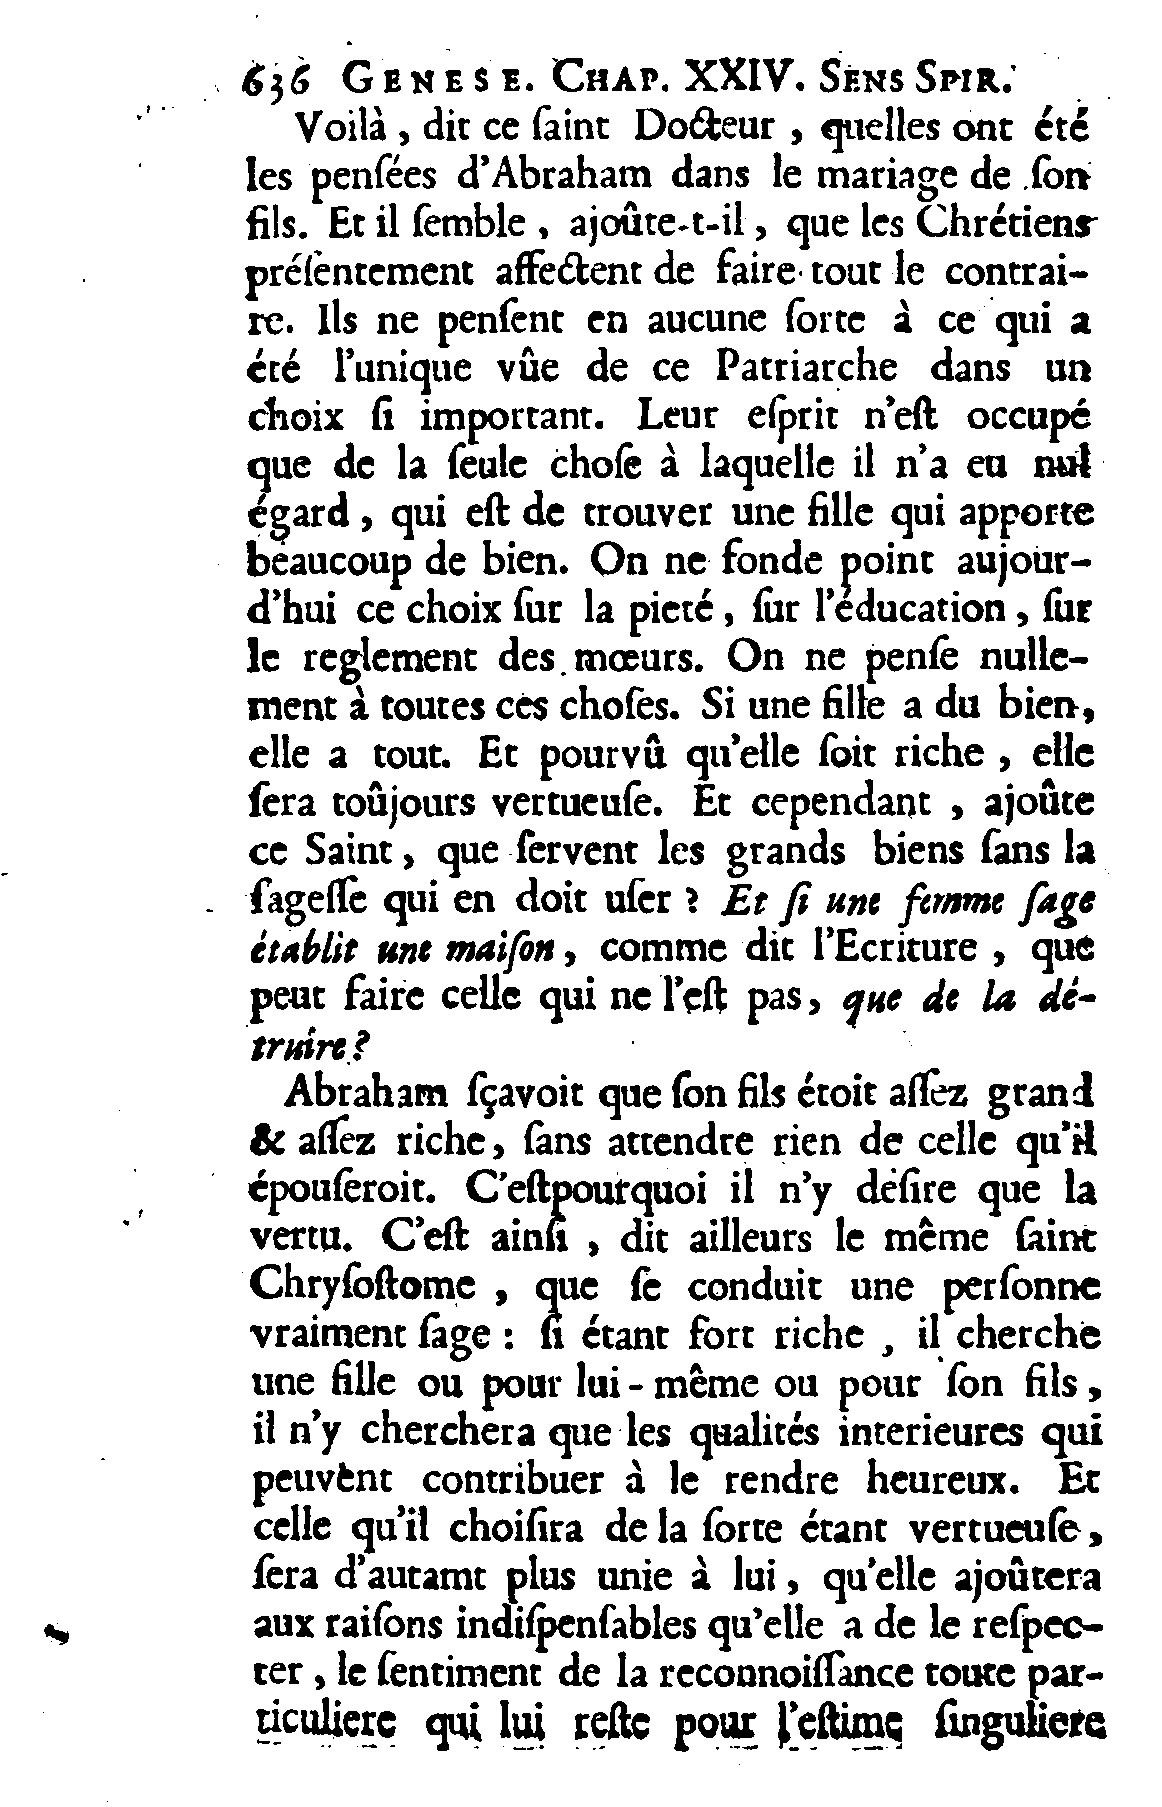 636 GENESE. CHAP. XXIV. SENS SPIR.
Voilà, dit ce ſaint Docteur, quelles ont été
les penſées d'Abraham dans le mariage de ſon
fils. Et il ſemble, ajoûte-t-il, que les Chrétiens
préſentement affectent de faire tout le contrai-
re. Ils ne penſent en aucune ſorte à ce qui a
été l'unique vûe de ce Patriarche dans un
choix ſi important. Leur eſprit n'eſt occupé
que de la ſeule choſe à laquelle il n'a eu nul
égard, qui eſt de trouver une fille qui apporte
beaucoup de bien. On ne fonde point aujour-
d'hui ce choix ſur la pieté, ſur l'éducation, ſur
le reglement des mœurs. On ne penſe nulle-
ment à toutes ces choſes. Si une fille a du bien,
elle a tout. Et pourvû qu'elle ſoit riche, elle
ſera toûjours vertueuſe. Et cependant, ajoûte
ce Saint, que ſervent les grands biens ſans la
ſageſſe qui en doit uſer? Et ſi une femme ſage
établit une maiſon, comme dit l'Ecriture, que
peut faire celle qui ne l'eſt pas, que de la dé-
truire?
Abraham ſçavoit que ſon fils étoit aſſez grand
& aſſez riche, ſans attendre rien de celle qu'il
épouſeroit. C'eſtpourquoi il n'y déſire que la
vertu. C'eſt ainſi, dit ailleurs le même ſaint
Chryſoſtome, que ſe conduit une perſonne
vraiment ſage: ſi étant fort riche, il cherche
une fille ou pour lui-même ou pour ſon fils,
il n'y cherchera que les qualités interieures qui
peuvent contribuer à le rendre heureux. Et
celle qu'il choiſira de la ſorte étant vertueuſe,
ſera d'autamt plus unie à lui, qu'elle ajoûtera
aux raiſons indiſpenſables qu'elle a de le reſpec-
ter, le ſentiment de la reconnoiſſance toute par-
ticuliere qui lui reſte pour l'eſtime ſinguliere